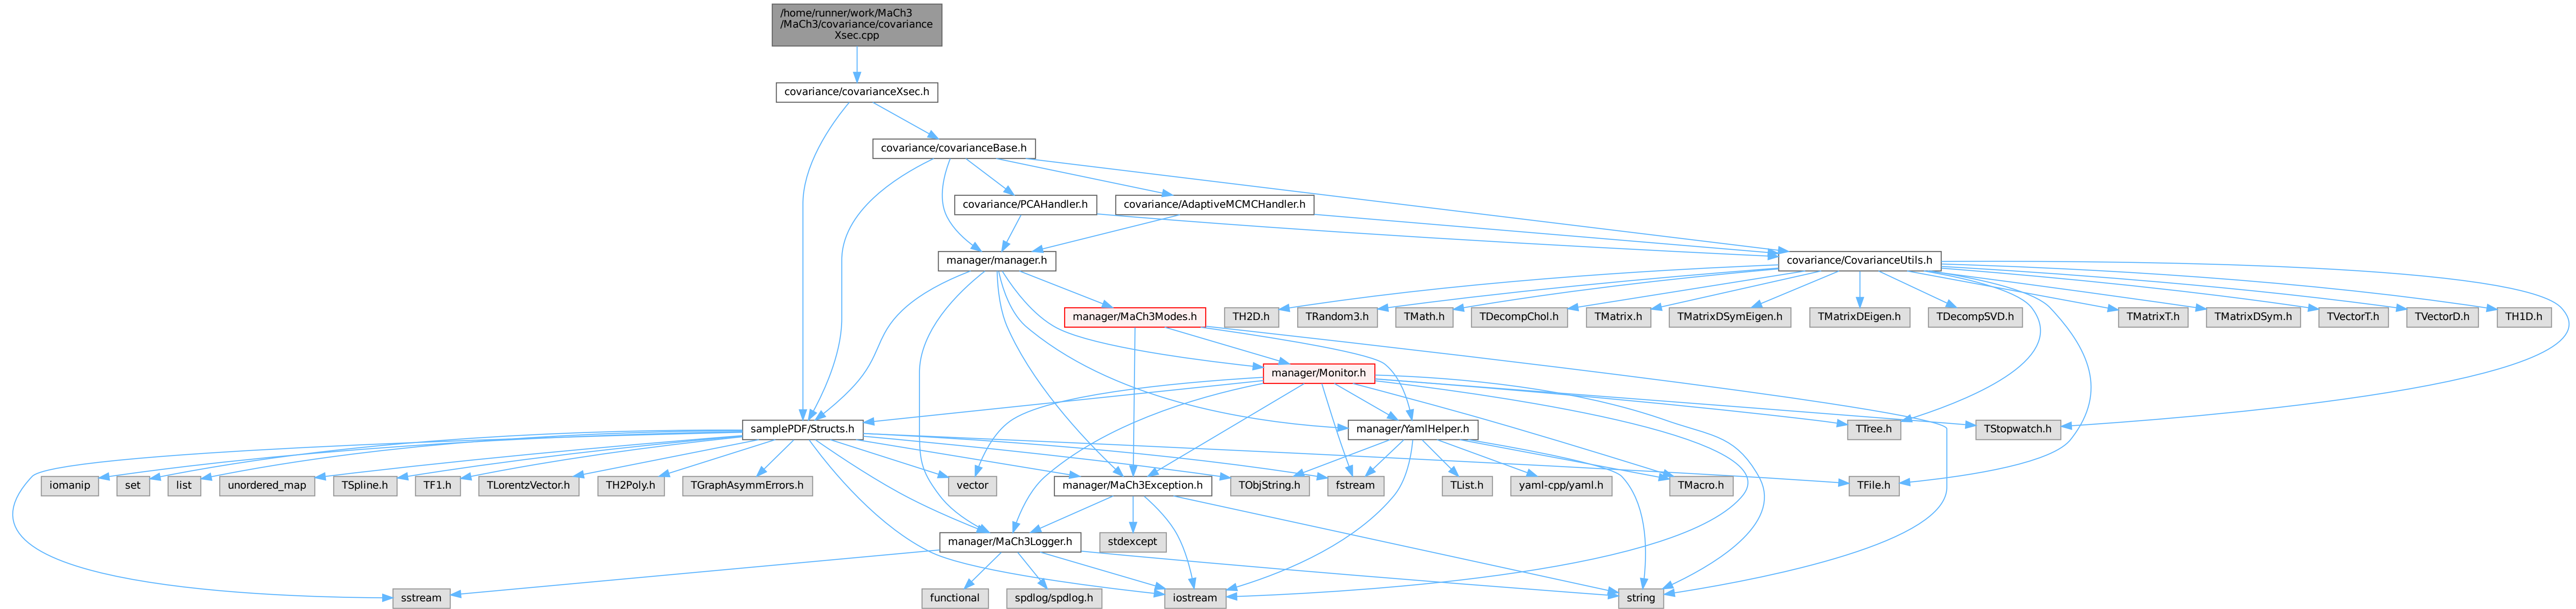 /home/runner/work/MaCh3
/MaCh3/covariance/covariance
Xsec.cpp
covariance/covarianceXsec.h
covariance/covarianceBase.h
covariance/PCAHandler.h
covariance/AdaptiveMCMCHandler.h
manager/manager.h
covariance/CovarianceUtils.h
manager/MaCh3Modes.h
TH2D.h
TRandom3.h
TMath.h
TDecompChol.h
TMatrix.h
TMatrixDSymEigen.h
TMatrixDEigen.h
TDecompSVD.h
TMatrixT.h
TMatrixDSym.h
TVectorT.h
TVectorD.h
TH1D.h
manager/Monitor.h
samplePDF/Structs.h
manager/YamlHelper.h
TTree.h
TStopwatch.h
iomanip
set
list
unordered_map
TSpline.h
TF1.h
TLorentzVector.h
TH2Poly.h
TGraphAsymmErrors.h
vector
manager/MaCh3Exception.h
TObjString.h
fstream
TList.h
yaml-cpp/yaml.h
TMacro.h
TFile.h
manager/MaCh3Logger.h
stdexcept
sstream
functional
spdlog/spdlog.h
iostream
string